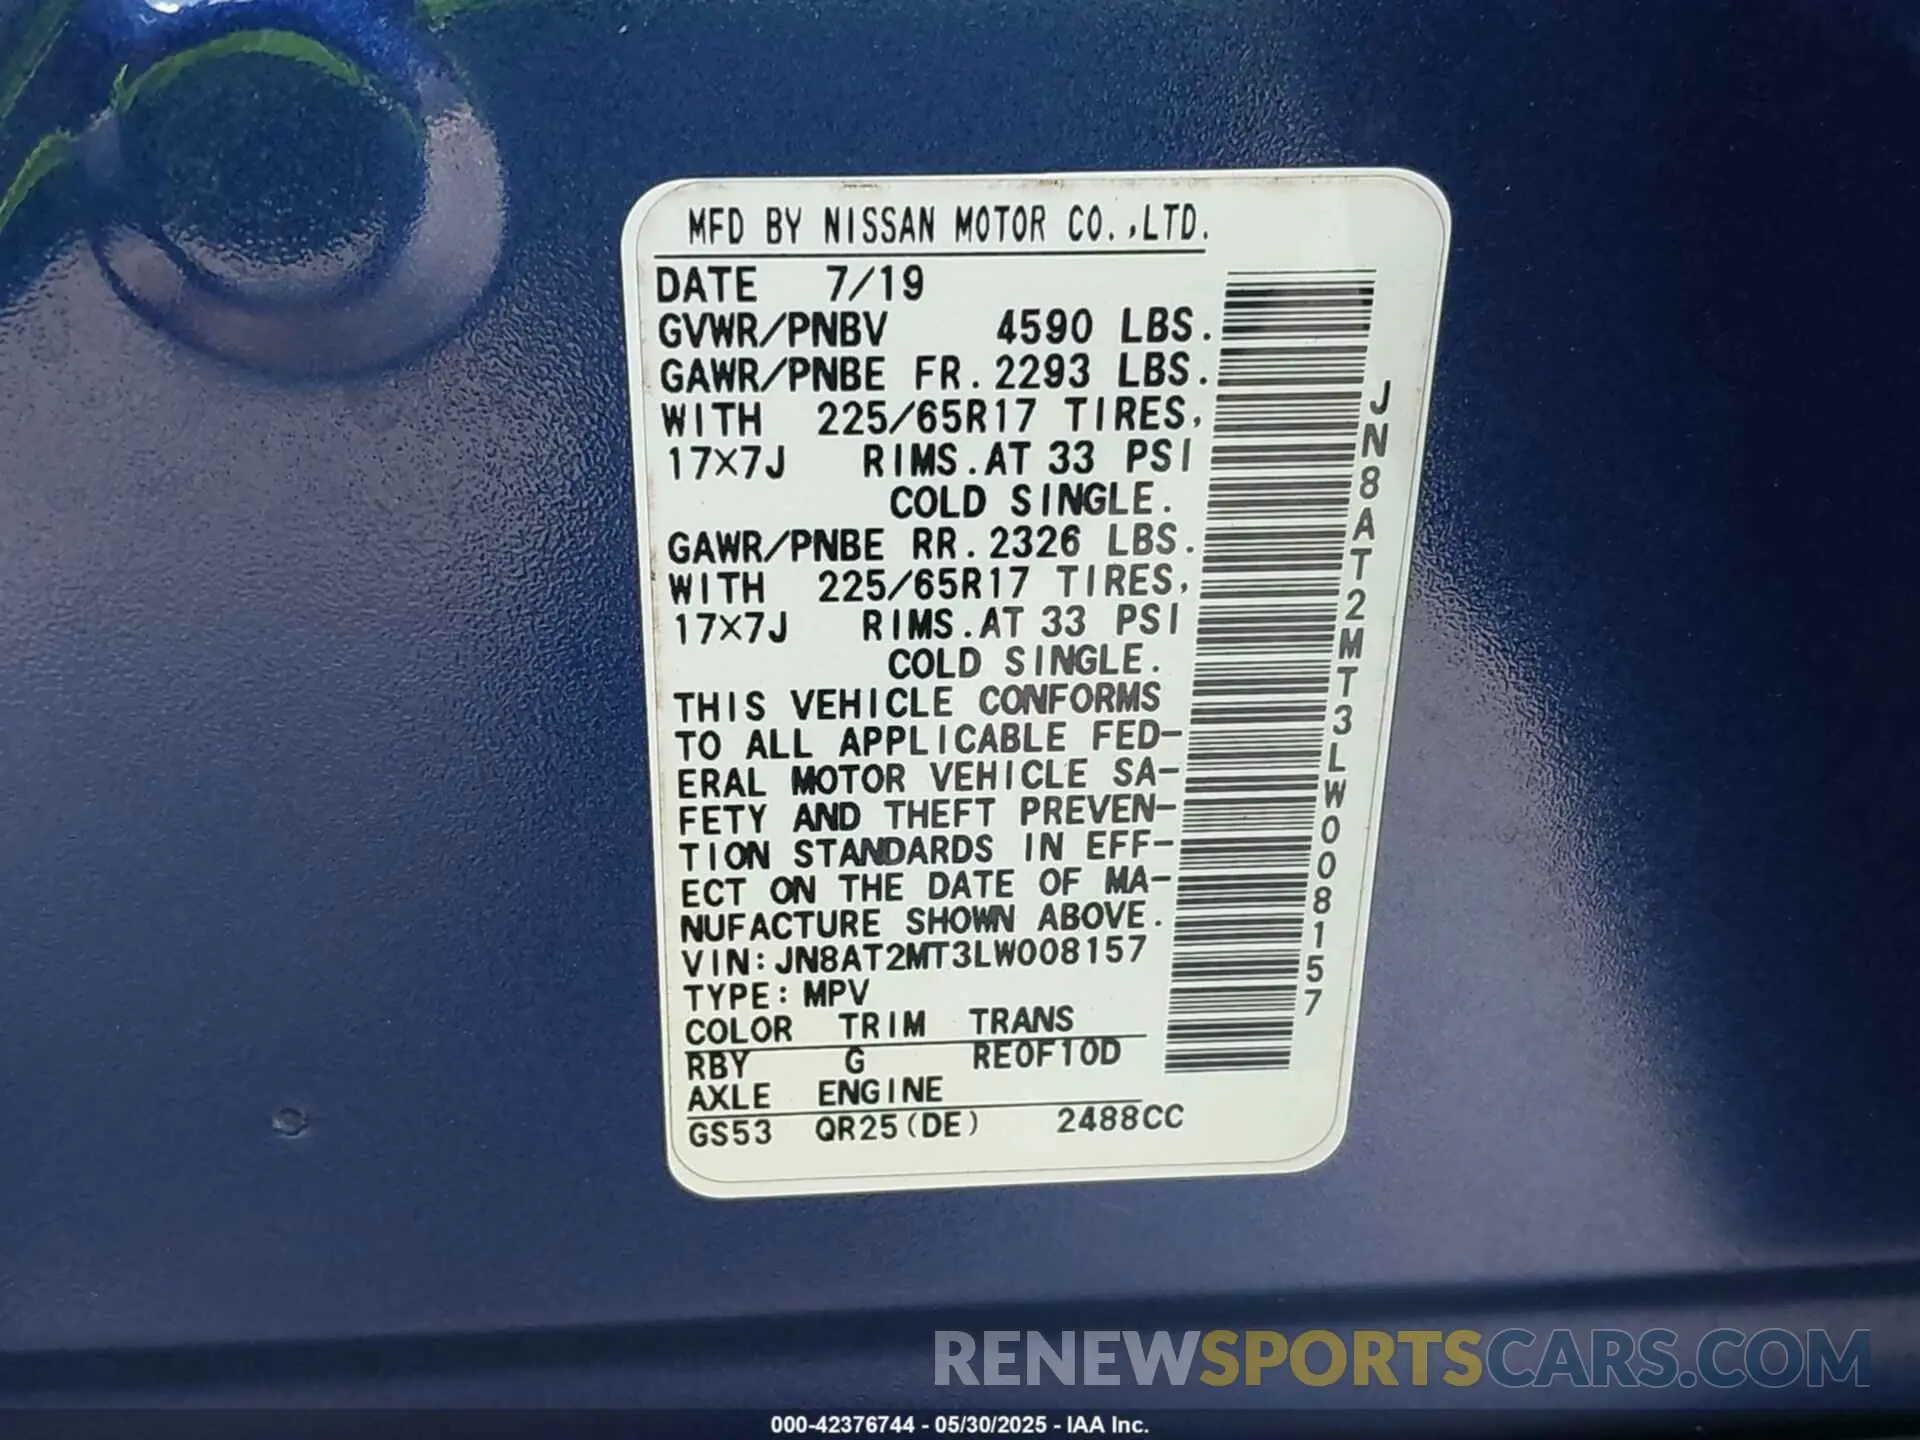 MFD BY NISSAN MOTOR CO.,LTD.
DATE 7/19
GVWR/PNBV 4590 LBS.
GAWR/PNBE FR.2293 LBS.
WITH 225/65R17 TIRES,
17×7J RIMS.AT 33 PSI
COLD SINGLE.
GAWR/PNBE RR.2326 LBS.
WITH 225/65R17 TIRES,
17×7J RIMS.AT 33 PSI
COLD SINGLE.
THIS VEHICLE CONFORMS
TO ALL APPLICABLE FED-
ERAL MOTOR VEHICLE SA-
FETY AND THEFT PREVEN-
TION STANDARDS IN EFF-
ECT ON THE DATE OF MA-
NUFACTURE SHOWN ABOVE.
VIN:JN8AT2MT3LW008157
TYPE:MPV
COLOR TRIM TRANS
RBY G RE0F10D
AXLE ENGINE
GS53 QR25(DE) 2488CC
JN8AT2MT3LW008157
RENEWSPORTSCARS.COM
000-42376744 - 05/30/2025 - IAA Inc.